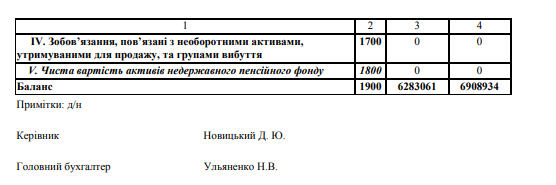 1 2 3 4
IV. Зобов’язання, пов’язані з необоротними активами, 1700 0 0
утримуваними для продажу, та групами вибуття
V. Чиста вартість активів недержавного пенсійного фонду 1800 0 0
Баланс 1900 6283061 6908934
Примітки: д/н
Керівник Новицький Д. Ю.
Головний бухгалтер Ульяненко Н.В.